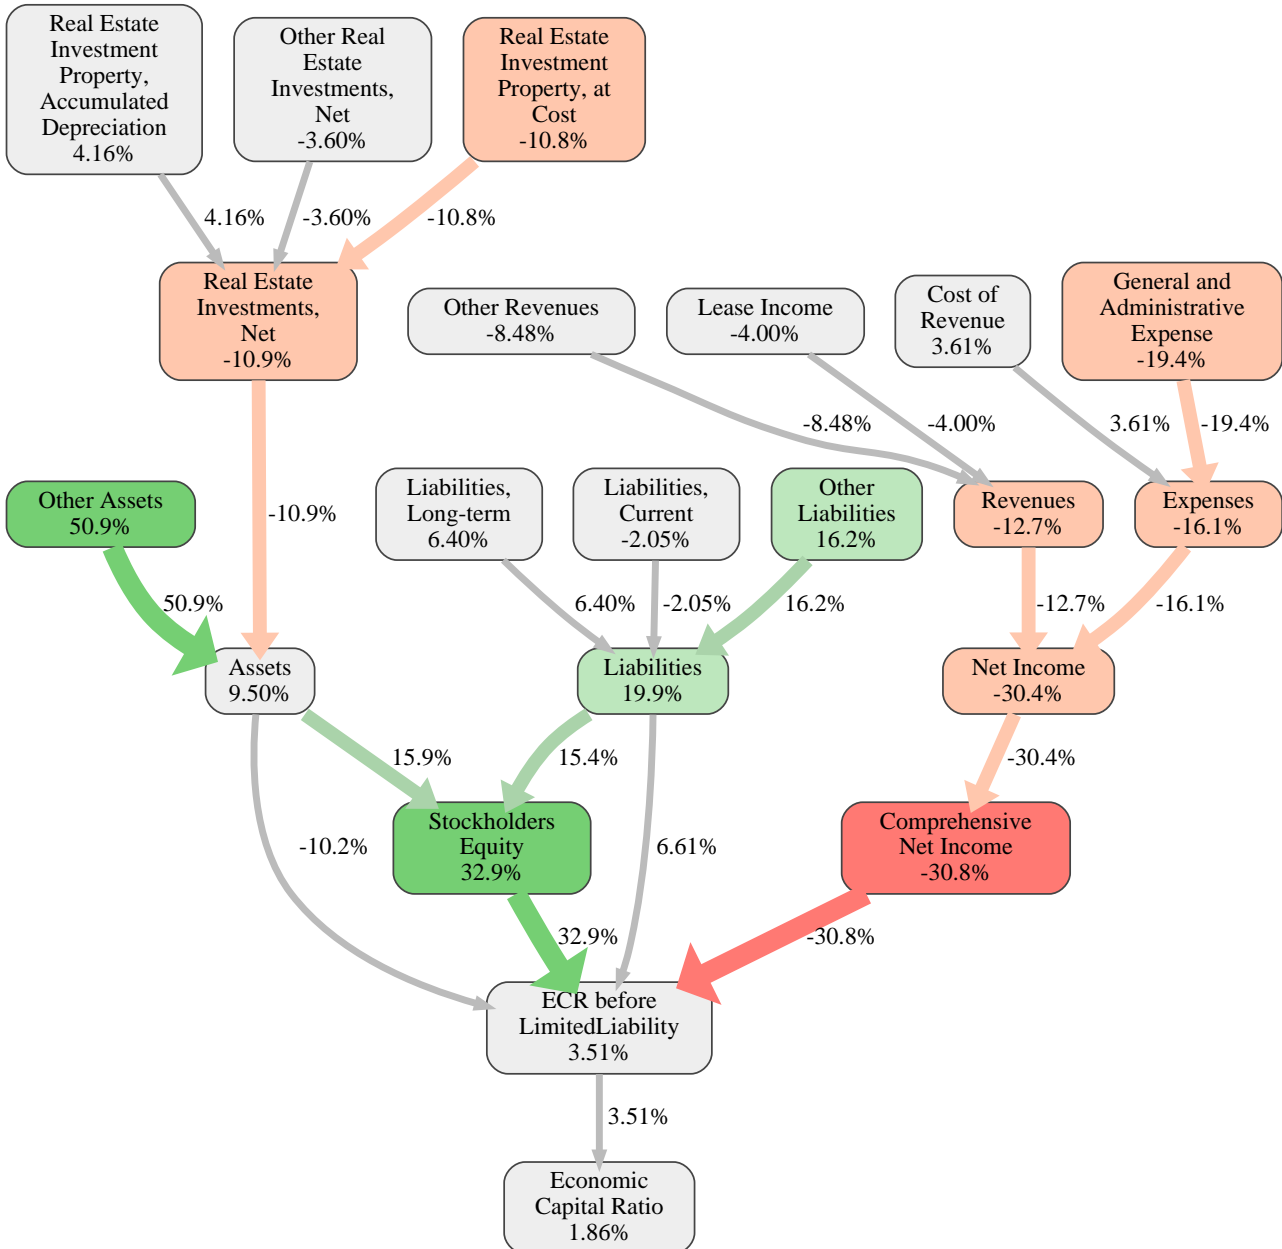 Real Estate
Investment
Property,
Accumulated
Depreciation
4.16%
Other Real
Estate
Investments,
Net
-3.60%
Real Estate
Investment
Property, at
Cost
-10.8%
4.16%
-3.60%
-10.8%
Real Estate
Investments,
Net
-10.9%
Other Revenues
-8.48%
Lease Income
-4.00%
Cost of
Revenue
3.61%
General and
Administrative
Expense
-19.4%
-8.48%
-4.00%
3.61%
-19.4%
Other Assets
50.9%
-10.9%
Liabilities,
Long-term
6.40%
Liabilities,
Current
-2.05%
Other
Liabilities
16.2%
Revenues
-12.7%
Expenses
-16.1%
50.9%
6.40%
-2.05%
16.2%
-12.7%
-16.1%
Assets
9.50%
Liabilities
19.9%
Net Income
-30.4%
15.9%
15.4%
-30.4%
-10.2%
Stockholders
Equity
32.9%
6.61%
Comprehensive
Net Income
-30.8%
32.9%
-30.8%
ECR before
LimitedLiability
3.51%
3.51%
Economic
Capital Ratio
1.86%